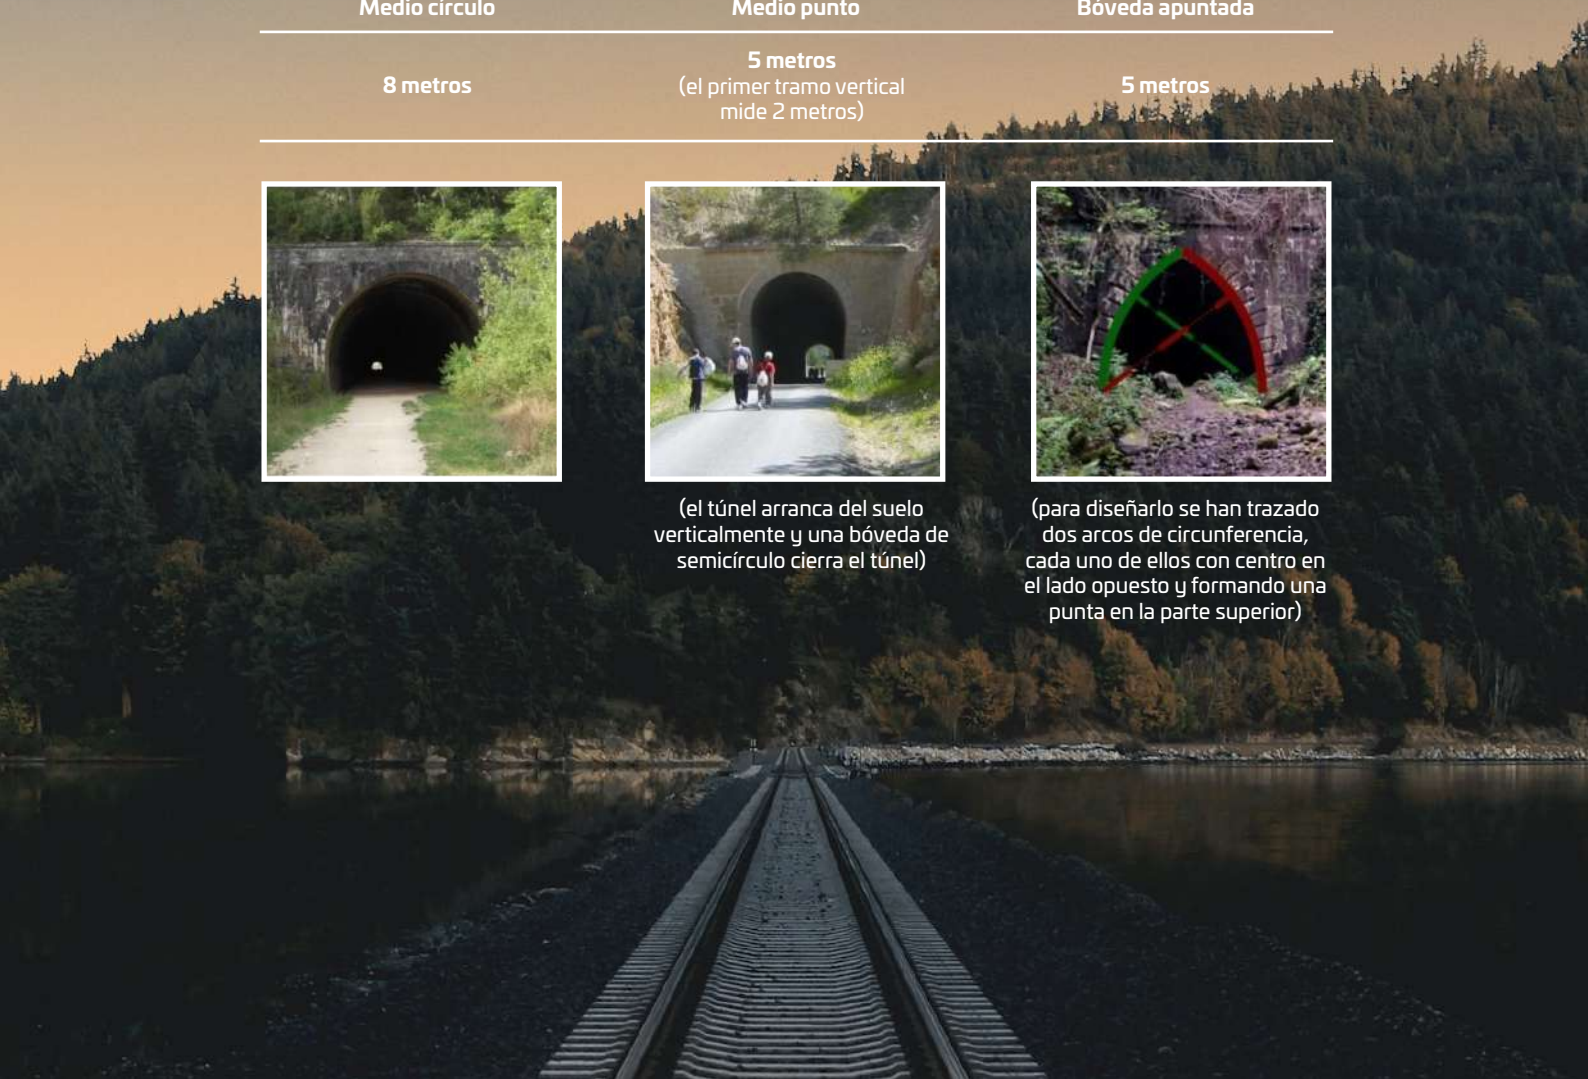 Medio círculo
Medio punto
Bóveda apuntada
8 metros
5 metros
(el primer tramo vertical
mide 2 metros)
5 metros
(el túnel arranca del suelo
verticalmente y una bóveda de
semicírculo cierra el túnel)
(para diseñarlo se han trazado
dos arcos de circunferencia,
cada uno de ellos con centro en
el lado opuesto y formando una
punta en la parte superior)